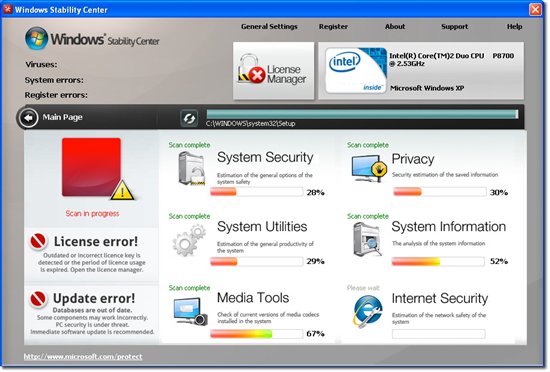 Windows Stability Center
Windows® Stability Center
General Settings Register About Support Help
Viruses:
System errors:
Register errors:
License
Manager
intel
inside™
Intel(R) Core(TM)2 Duo CPU P8700
@ 2.53GHz
Microsoft Windows XP
Main Page
C:\WINDOWS\system32\Setup
Scan in progress
License error!
Outdated or incorrect licence key is
detected or the period of licence usage
is expired. Open the licence manager.
Update error!
Databases are out of date.
Some components may work incorrectly.
PC security is under threat.
Immediate software update is recommended.
Scan complete
System Security
Estimation of the general options of the
system safety
28%
Scan complete
Privacy
Security estimation of the saved information
30%
Scan complete
System Utilities
Estimation of the general productivity of
the system
29%
Scan complete
System Information
The analysis of the system information
52%
Scan complete
Media Tools
Check of current versions of media codecs
installed in the system
67%
Please wait
Internet Security
Estimation of the network safety of the
system
http://www.microsoft.com/protect